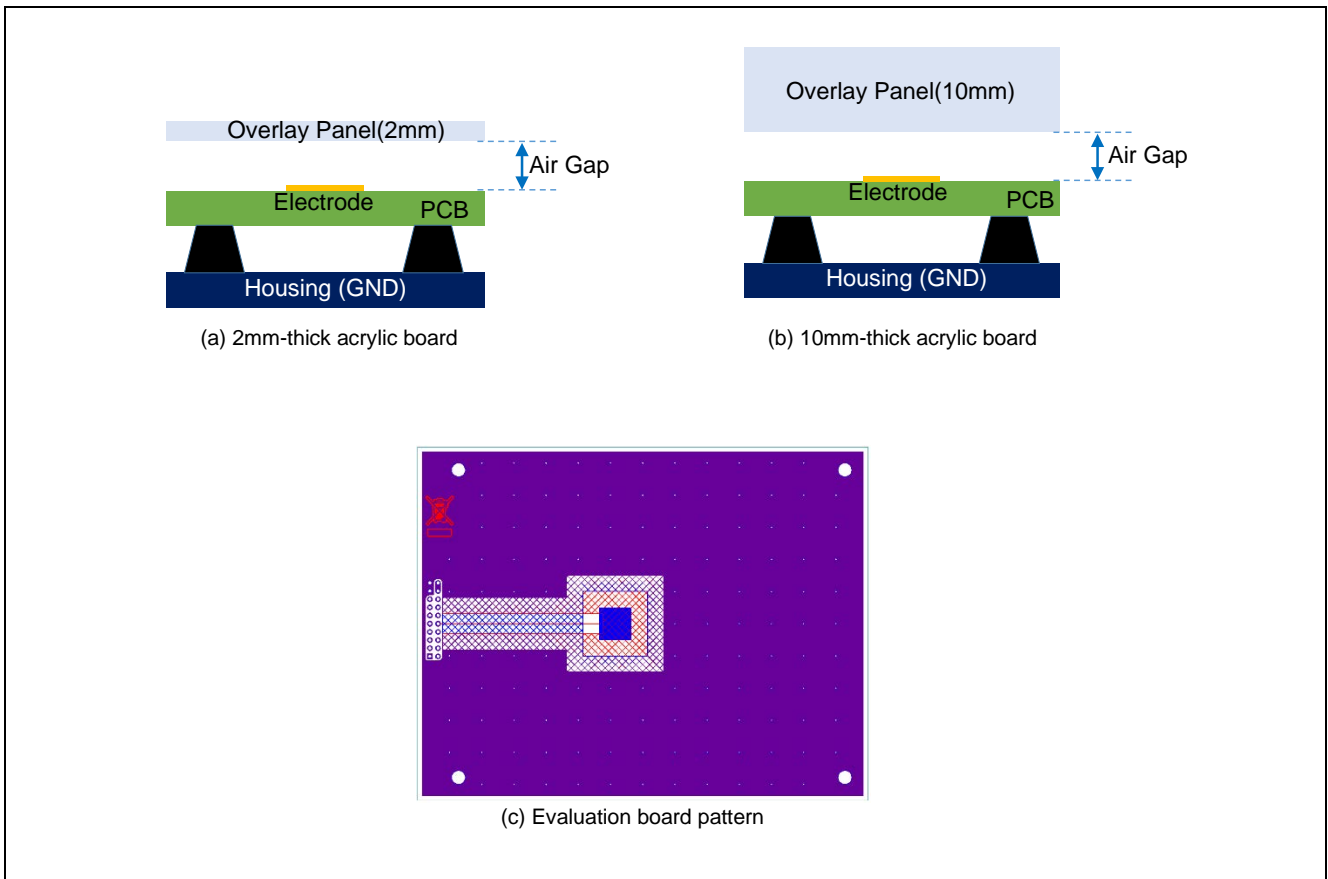 Overlay Panel(2mm)
Air Gap
Electrode
PCB
Housing (GND)
(a) 2mm-thick acrylic board
Overlay Panel(10mm)
Air Gap
Electrode
PCB
Housing (GND)
(b) 10mm-thick acrylic board
(c) Evaluation board pattern